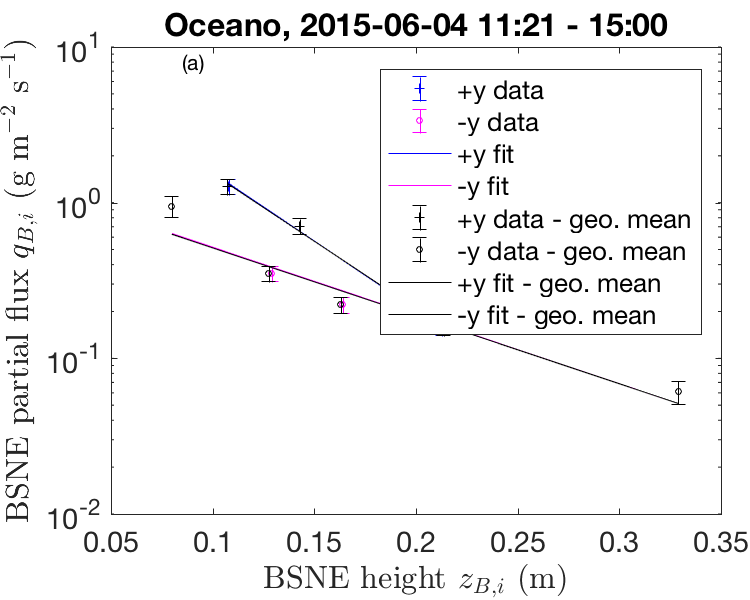 Oceano, 2015-06-04 11:21 - 15:00
(a)
10^1
10^0
10^-1
10^-2
BSNE partial flux q_{B,i} (g m^{-2} s^{-1})
+y data
-y data
+y fit
-y fit
+y data - geo. mean
-y data - geo. mean
+y fit - geo. mean
-y fit - geo. mean
0.05 0.1 0.15 0.2 0.25 0.3 0.35
BSNE height z_{B,i} (m)